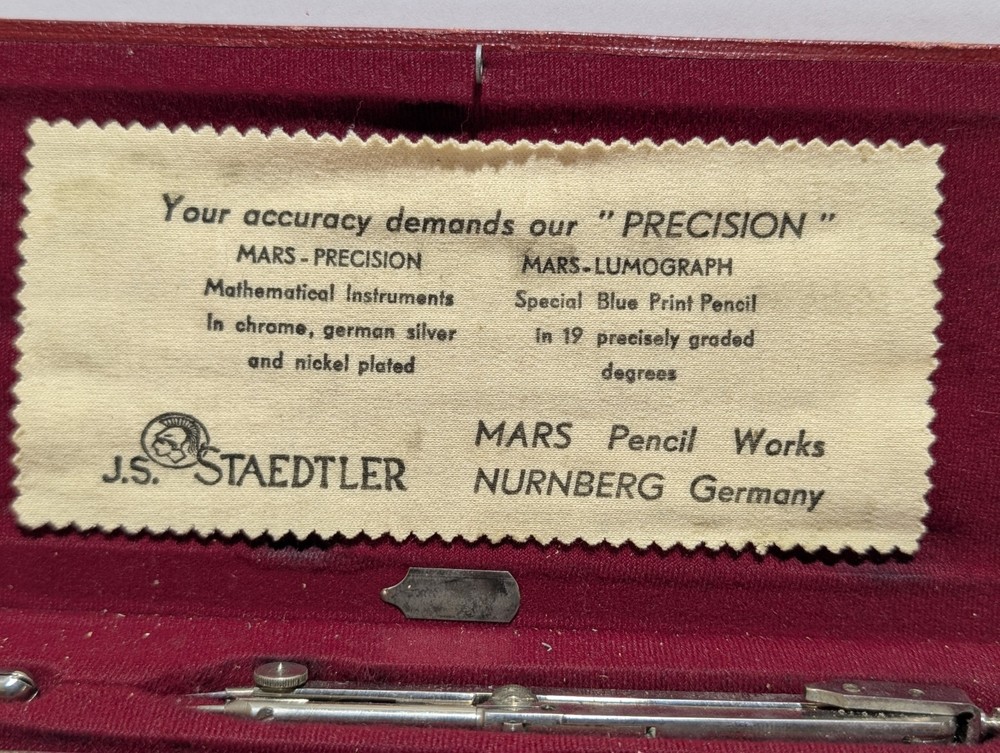 Your accuracy demands our "PRECISION"
MARS-PRECISION
Mathematical Instruments
In chrome, german silver
and nickel plated
MARS-LUMOGRAPH
Special Blue Print Pencil
in 19 precisely graded
degrees
J.S. STAEDTLER
MARS Pencil Works
NURNBERG Germany